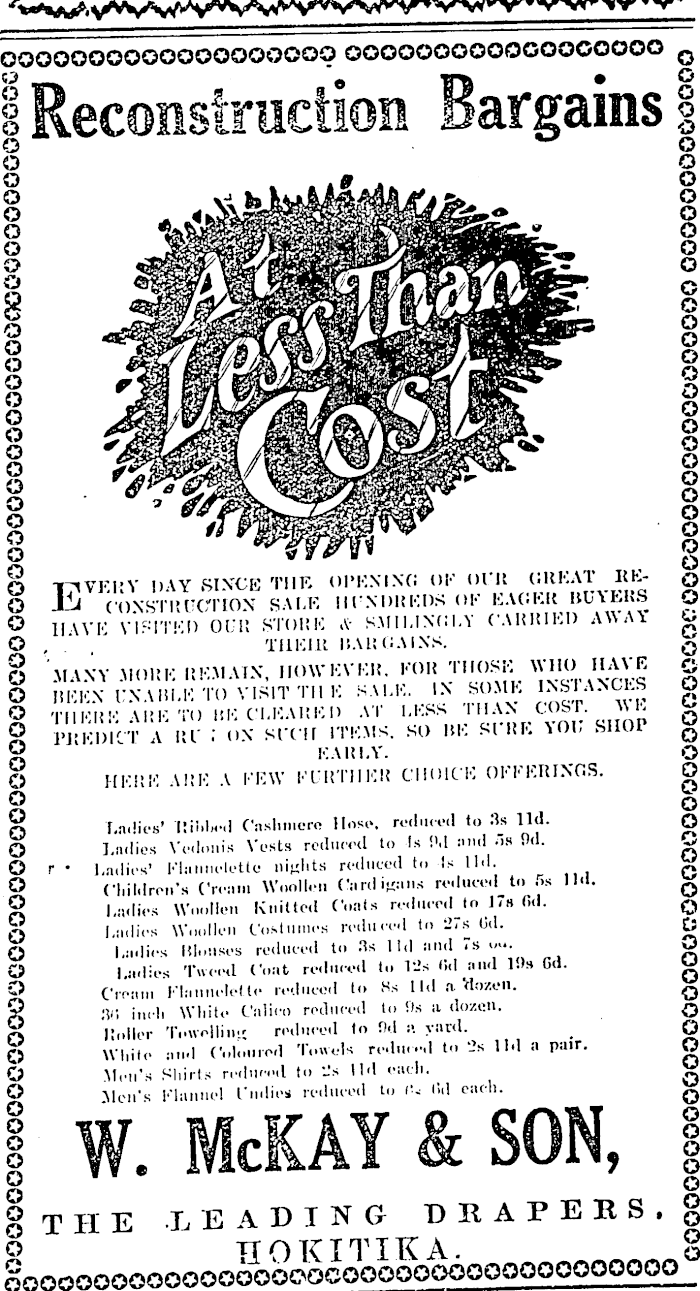 Reconstruction Bargains
At
Less Than
Cost
EVERY DAY SINCE THE OPENING OF OUR GREAT RE-
CONSTRUCTION SALE HUNDREDS OF EAGER BUYERS
HAVE VISITED OUR STORE & SMILINGLY CARRIED AWAY
THEIR BARGAINS.
MANY MORE REMAIN, HOWEVER, FOR THOSE WHO HAVE
BEEN UNABLE TO VISIT THE SALE. IN SOME INSTANCES
THERE ARE TO BE CLEARED AT LESS THAN COST. WE
PREDICT A ON SUCH ITEMS, SO BE SURE YOU SHOP
EARLY.
HERE ARE A FEW FURTHER CHOICE OFFERINGS.
Ladies' Ribbed Cashmere Hose, reduced to 3s 11d.
Ladies Vedonis Vests reduced to 4s 9d and 5s 9d.
Ladies' Flannelette nights reduced to 4s 11d.
Children's Cream Woollen Cardigans reduced to 5s 11d.
Ladies Woollen Knitted Coats reduced to 17s 6d.
Ladies Woollen Costumes reduced to 27s 6d.
Ladies Blouses reduced to 3s 11d and 7s
Ladies Tweed Coat reduced to 12s 6d and 19s 6d.
Cream Flannelette reduced to 8s 11d a dozen.
36 inch White Calico reduced to 9s a dozen.
Roller Towelling reduced to 9d a yard.
White and Coloured Towels reduced to 2s 11d a pair.
Men's Shirts reduced to 2s 11d each.
Men's Flannel Undies reduced to 6d each.
W. McKAY & SON,
THE LEADING DRAPERS.
HOKITIKA.